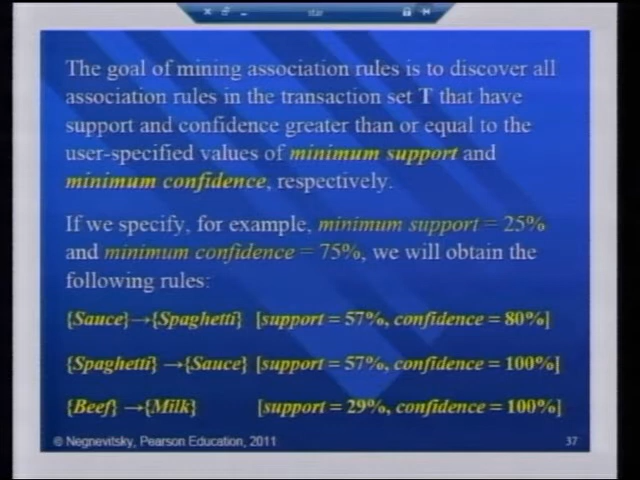 star
The goal of mining association rules is to discover all
association rules in the transaction set T that have
support and confidence greater than or equal to the
user-specified values of minimum support and
minimum confidence, respectively.
If we specify, for example, minimum support = 25%
and minimum confidence = 75%, we will obtain the
following rules:
{Sauce}→{Spaghetti} [support = 57%, confidence = 80%]
{Spaghetti} →{Sauce} [support = 57%, confidence = 100%]
{Beef} →{Milk} [support = 29%, confidence = 100%]
© Negnevitsky, Pearson Education, 2011 37